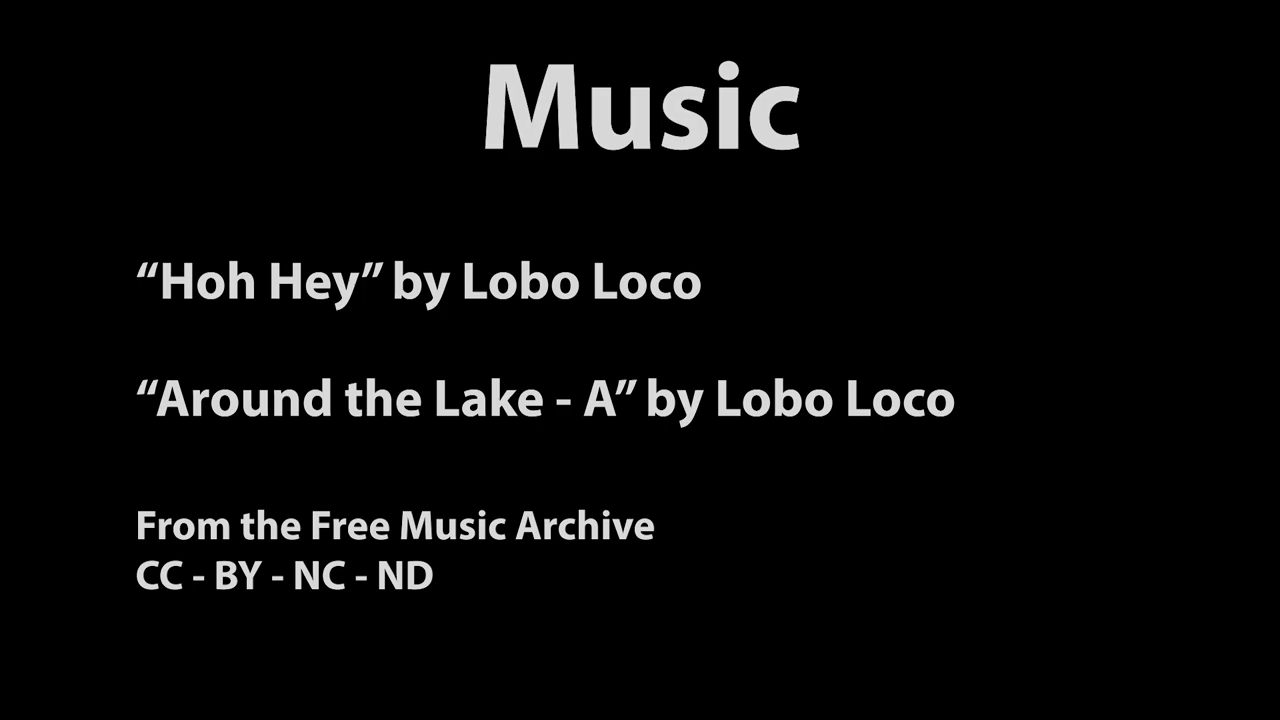 Music
“Hoh Hey” by Lobo Loco
“Around the Lake - A” by Lobo Loco
From the Free Music Archive
CC - BY - NC - ND